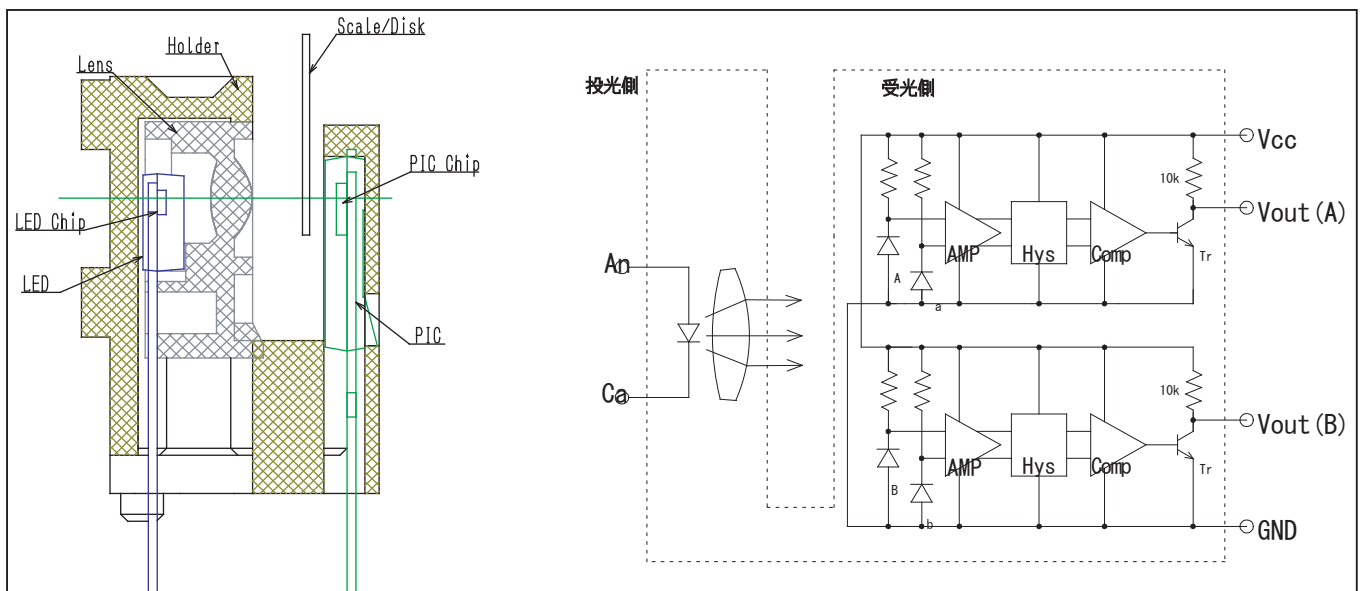 Scale/Disk
Holder
Lens
PIC Chip
LED Chip
LED
PIC
投光側
受光側
An
Ca
Vcc
10k
Vout(A)
AMP
Hys
Comp
Tr
A
a
10k
Vout(B)
AMP
Hys
Comp
Tr
B
b
GND